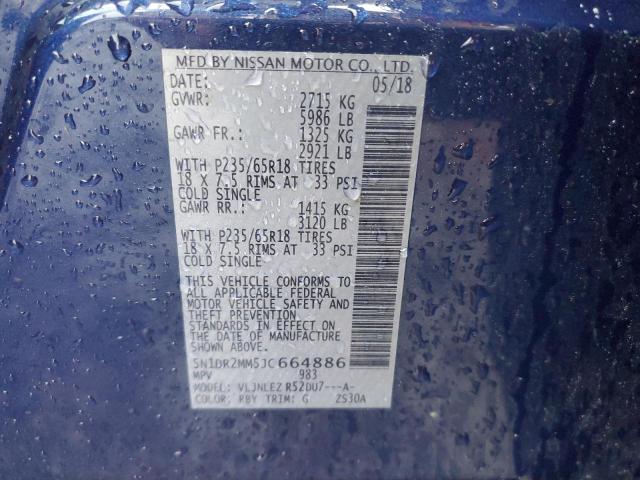 MFD BY NISSAN MOTOR CO., LTD.
DATE: 05/18
GVWR: 2715 KG
5986 LB
GAWR FR: 1325 KG
2921 LB
WITH P235/65R18 TIRES
18 X 7.5 RIMS AT 33 PSI
COLD SINGLE
GAWR RR: 1415 KG
3120 LB
WITH P235/65R18 TIRES
18 X 7.5 RIMS AT 33 PSI
COLD SINGLE
THIS VEHICLE CONFORMS TO
ALL APPLICABLE FEDERAL
MOTOR VEHICLE SAFETY AND
THEFT PREVENTION
STANDARDS IN EFFECT ON
THE DATE OF MANUFACTURE
SHOWN ABOVE.
5N1DR2MM5JC664886
MPV 983
MODEL: VLJNLEZ R52DU7---A-
COLOR: RBY TRIM: G ZS30A